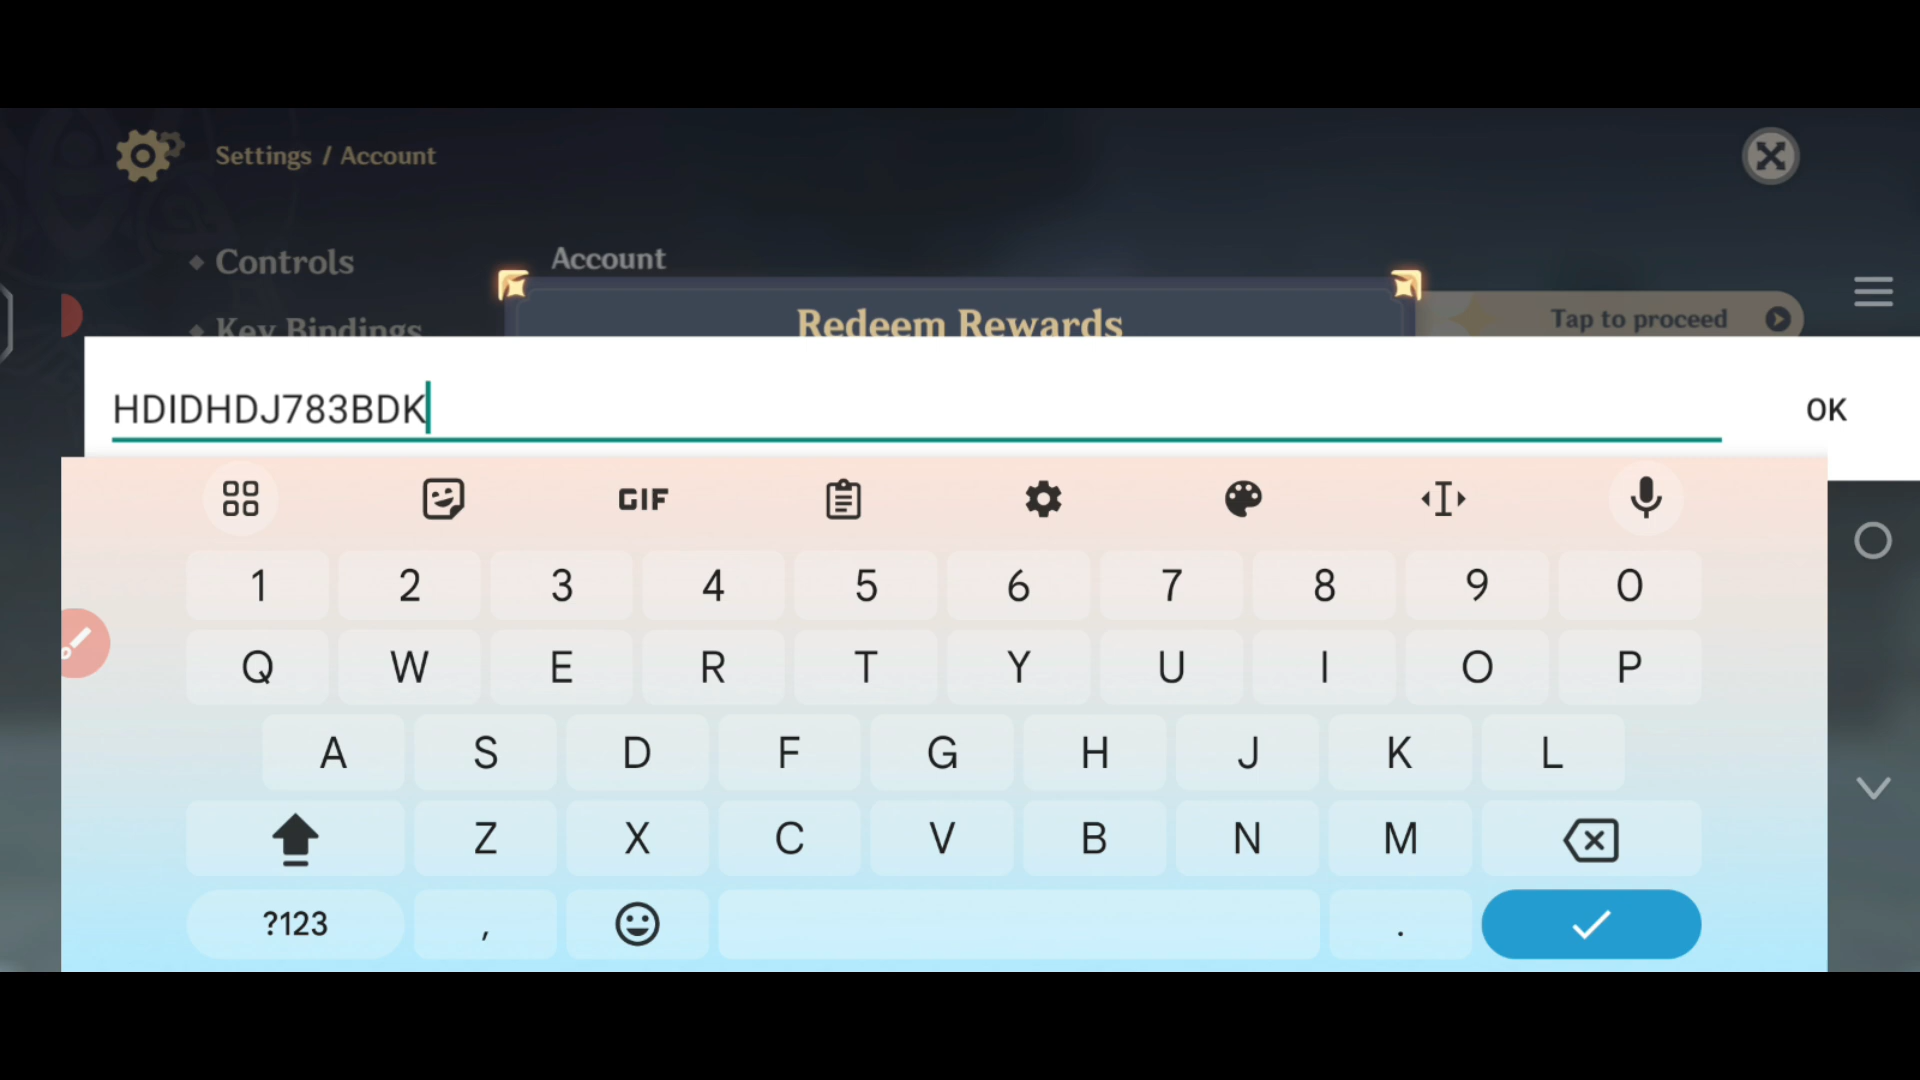 Settings / Account
Controls
Account
Key Bindings
Redeem Rewards
Tap to proceed
HDIDHDJ783BDK
OK
GIF
1 2 3 4 5 6 7 8 9 0
Q W E R T Y U I O P
A S D F G H J K L
Z X C V B N M
?123 , .